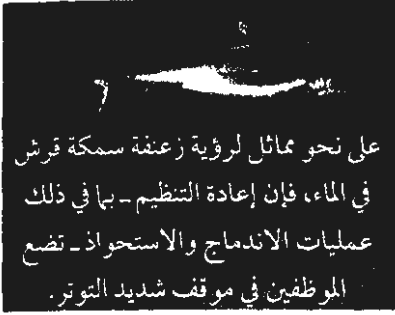 على نحو مماثل لرؤية زعنفة سمكة قرش
في الماء، فإن إعادة التنظيم ـ بما في ذلك
عمليات الاندماج والاستحواذ ـ تضع
الموظفين في موقف شديد التوتر.